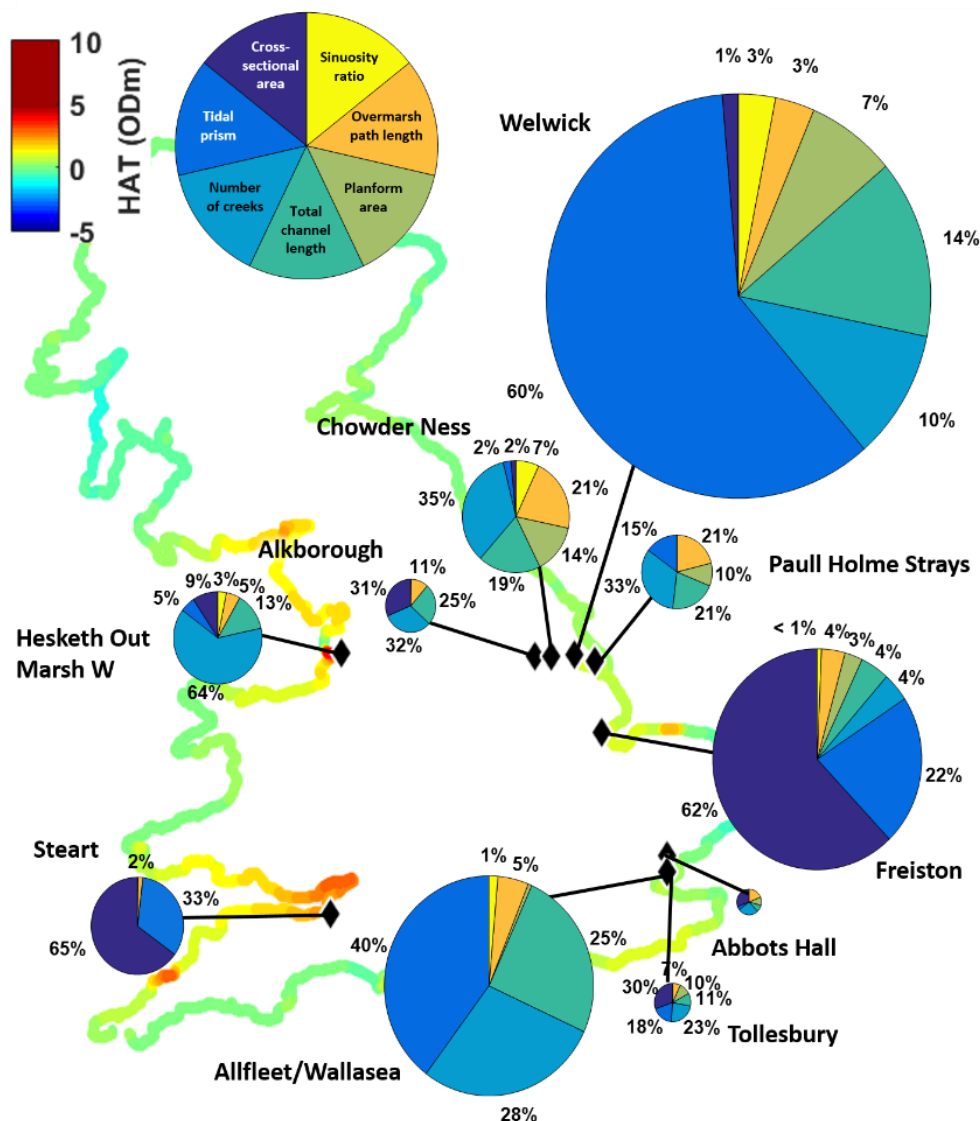 10
5
0
-5
HAT (ODm)
Cross-
sectional
area
Sinuosity
ratio
Tidal
prism
Overmarsh
path length
Number
of creeks
Total
channel
length
Planform
area
Welwick
1%
3%
3%
7%
14%
10%
60%
Chowder Ness
2%
2%
7%
21%
14%
19%
35%
Alkborough
11%
25%
32%
31%
Paull Holme Strays
15%
21%
10%
21%
33%
Hesketh Out
Marsh W
5%
9%
3%
5%
13%
64%
< 1%
4%
3%
4%
4%
22%
62%
Freiston
Steart
2%
33%
65%
1%
5%
25%
28%
40%
Allfleet/Wallasea
Abbots Hall
7%
10%
11%
23%
18%
30%
Tollesbury